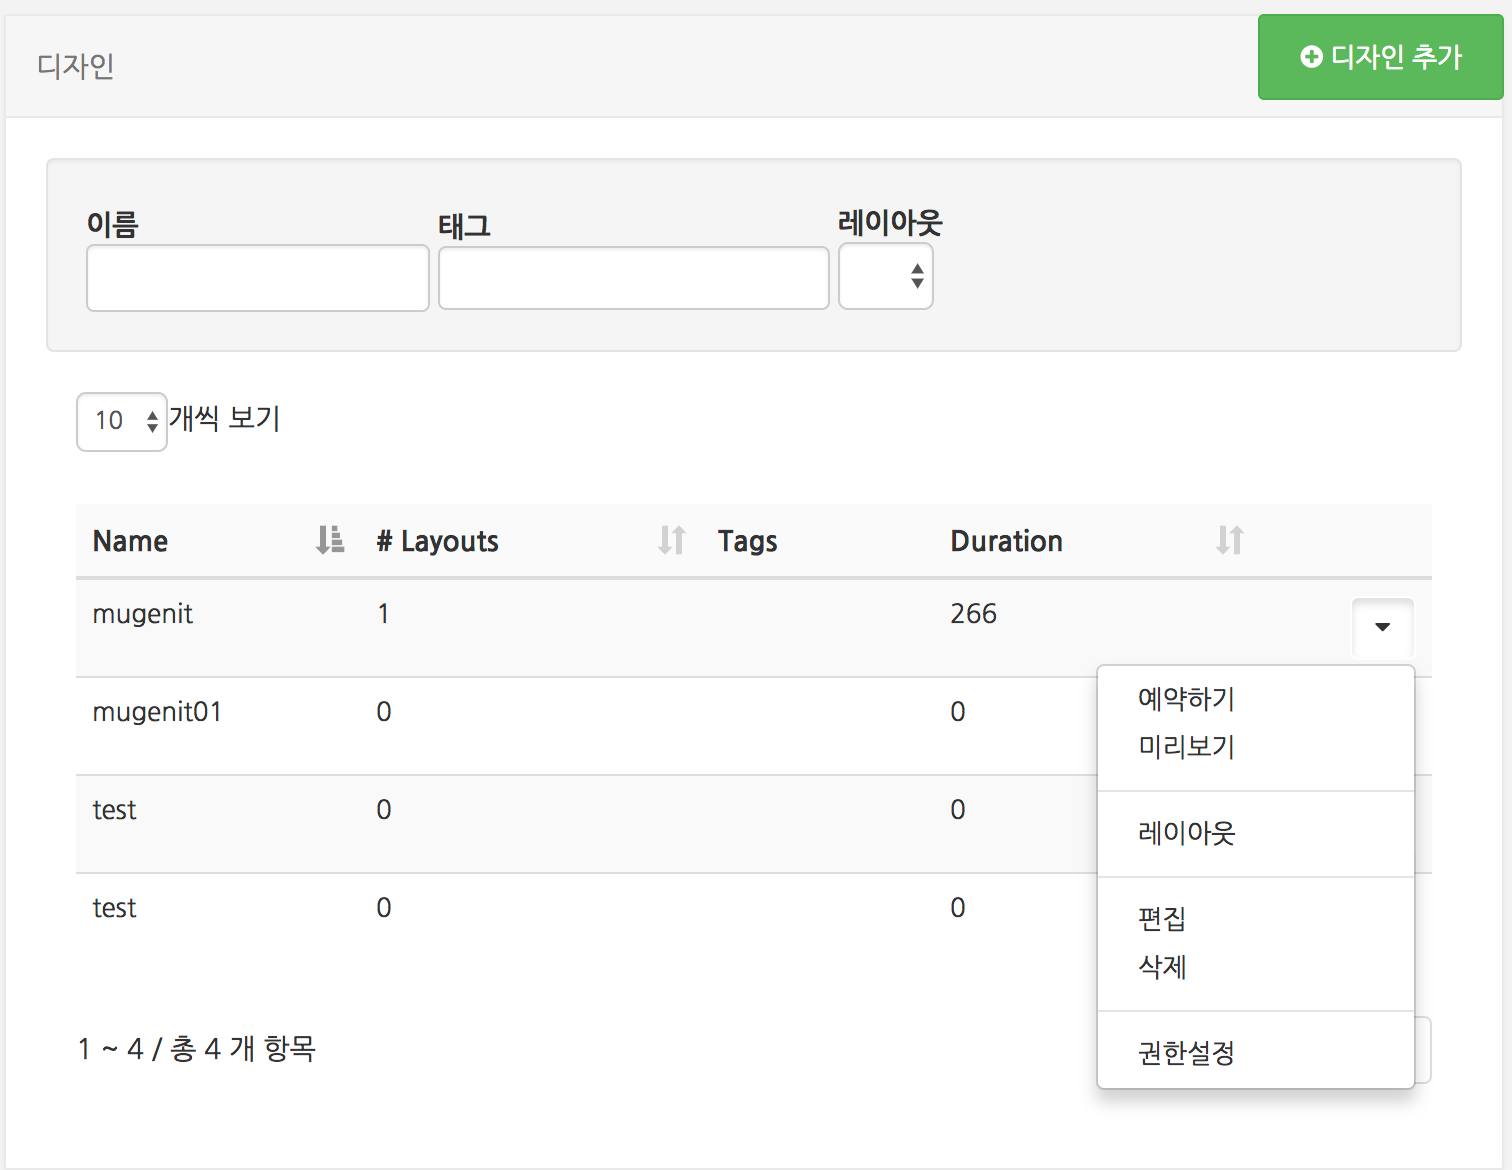 디자인
디자인 추가
이름 태그 레이아웃
10 개씩 보기
Name # Layouts Tags Duration
mugenit 1 266
mugenit01 0 0
test 0 0
test 0 0
예약하기
미리보기
레이아웃
편집
삭제
권한설정
1 ~ 4 / 총 4 개 항목